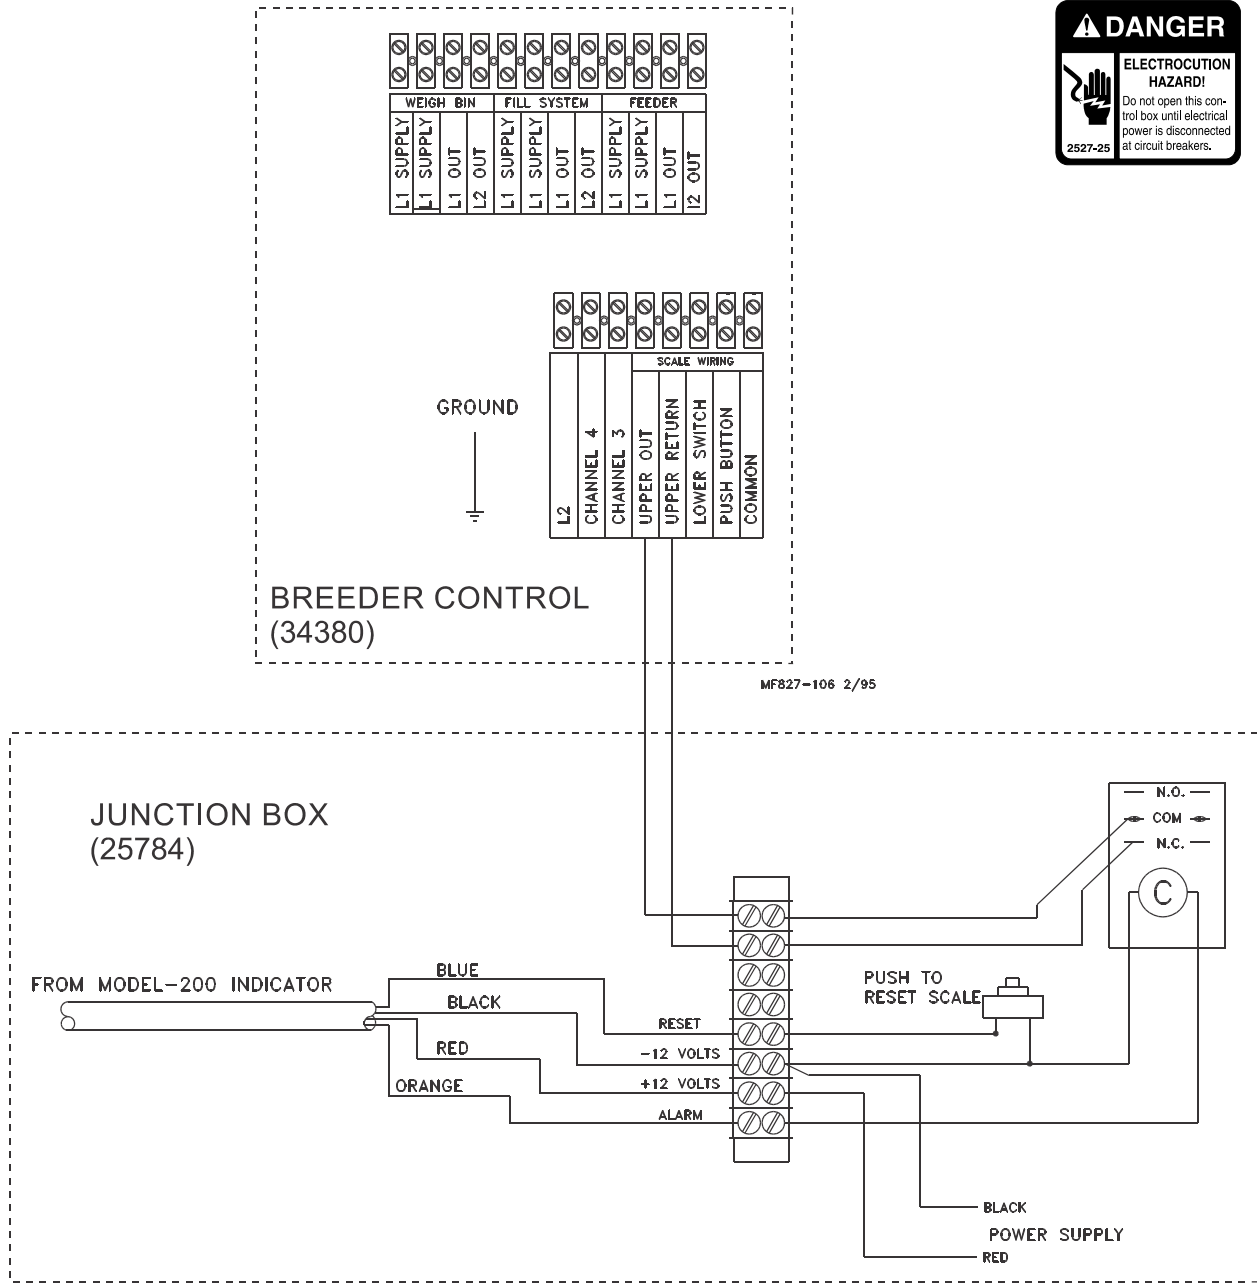 DANGER
ELECTROCUTION
HAZARD!
Do not open this con-
trol box until electrical
power is disconnected
at circuit breakers.
2527-25
WEIGH BIN
FILL SYSTEM
FEEDER
L1 SUPPLY
L1 SUPPLY
L1 OUT
L2 OUT
L1 SUPPLY
L1 SUPPLY
L1 OUT
L2 OUT
L1 SUPPLY
L1 SUPPLY
L1 OUT
l2 OUT
SCALE WIRING
L2
CHANNEL 4
CHANNEL 3
UPPER OUT
UPPER RETURN
LOWER SWITCH
PUSH BUTTON
COMMON
GROUND
BREEDER CONTROL
(34380)
MF827-106 2/95
JUNCTION BOX
(25784)
N.O.
COM
N.C.
C
FROM MODEL-200 INDICATOR
BLUE
BLACK
RED
ORANGE
RESET
-12 VOLTS
+12 VOLTS
ALARM
PUSH TO
RESET SCALE
BLACK
POWER SUPPLY
RED